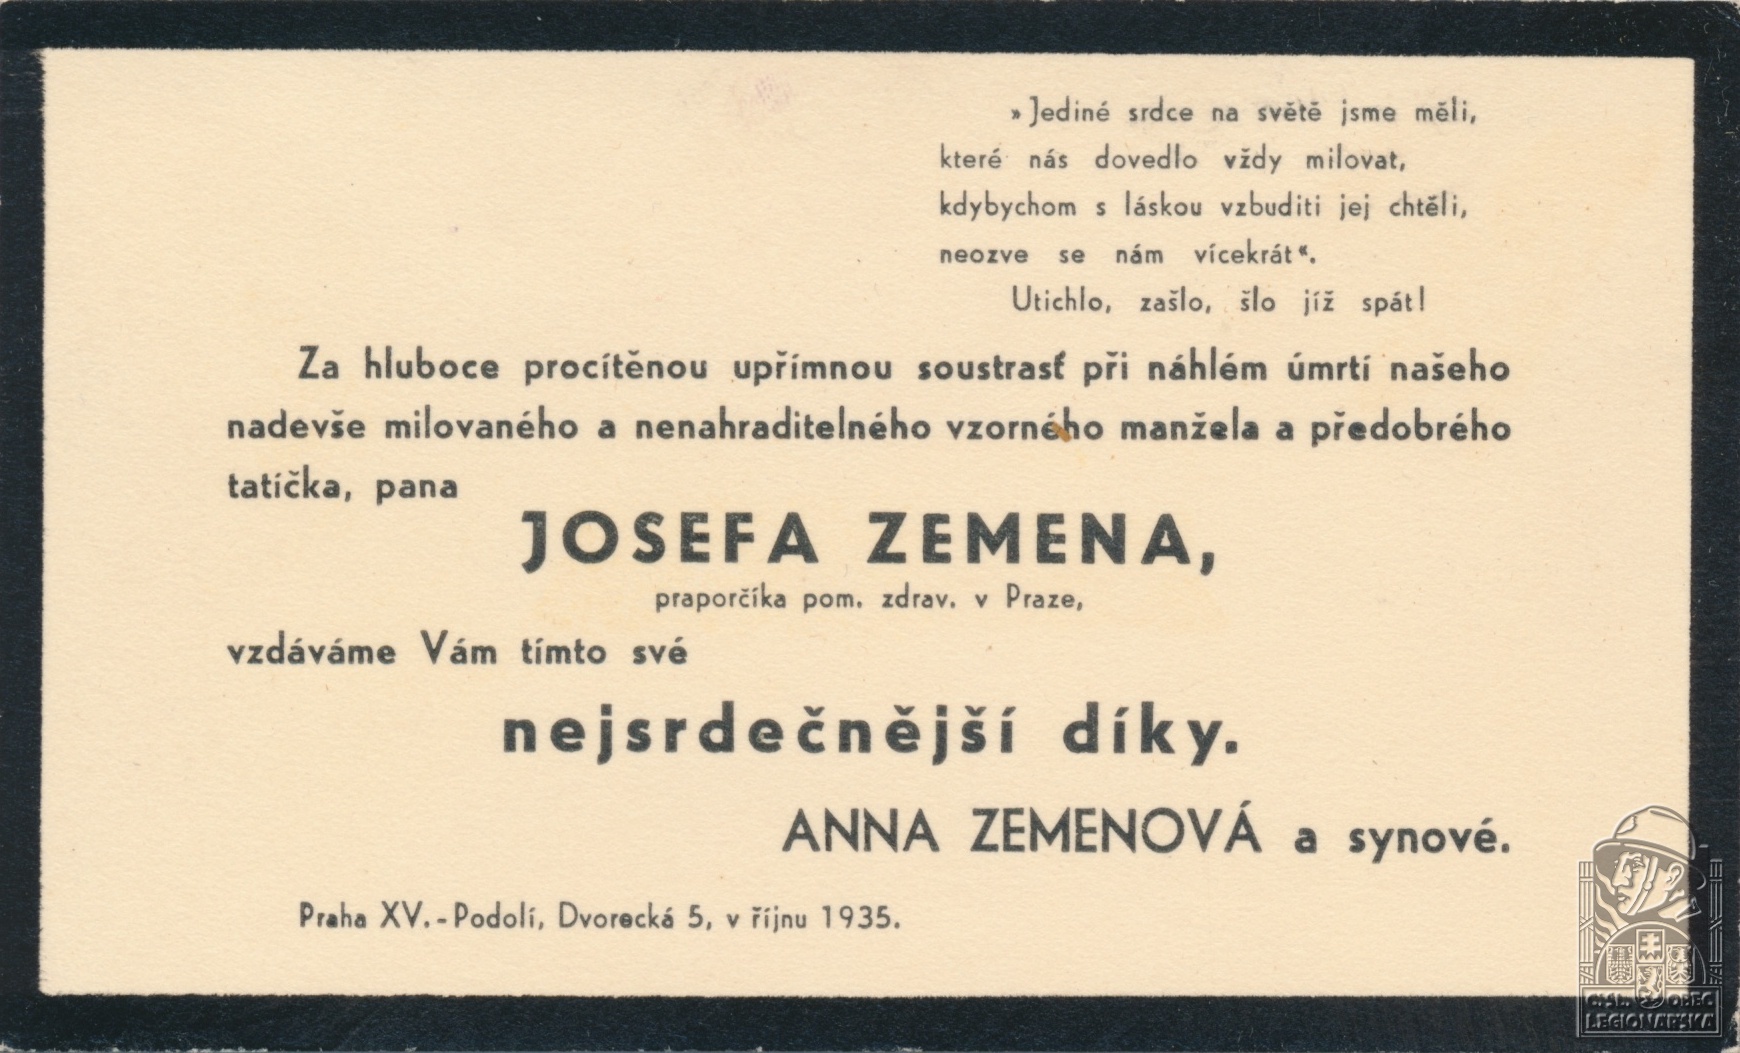 »Jediné srdce na světě jsme měli,
které nás dovedlo vždy milovat,
kdybychom s láskou vzbuditi jej chtěli,
neozve se nám vícekrát“.
Utichlo, zašlo, šlo jíž spát!
Za hluboce procítěnou upřímnou soustrasť při náhlém úmrtí našeho
nadevše milovaného a nenahraditelného vzorného manžela a předobrého
tatíčka, pana
JOSEFA ZEMENA,
praporčíka pom. zdrav. v Praze,
vzdáváme Vám tímto své
nejsrdečnější díky.
ANNA ZEMENOVÁ a synové.
Praha XV.-Podolí, Dvorecká 5, v říjnu 1935.
ČSL. OBEC
LEGIONÁŘSKÁ